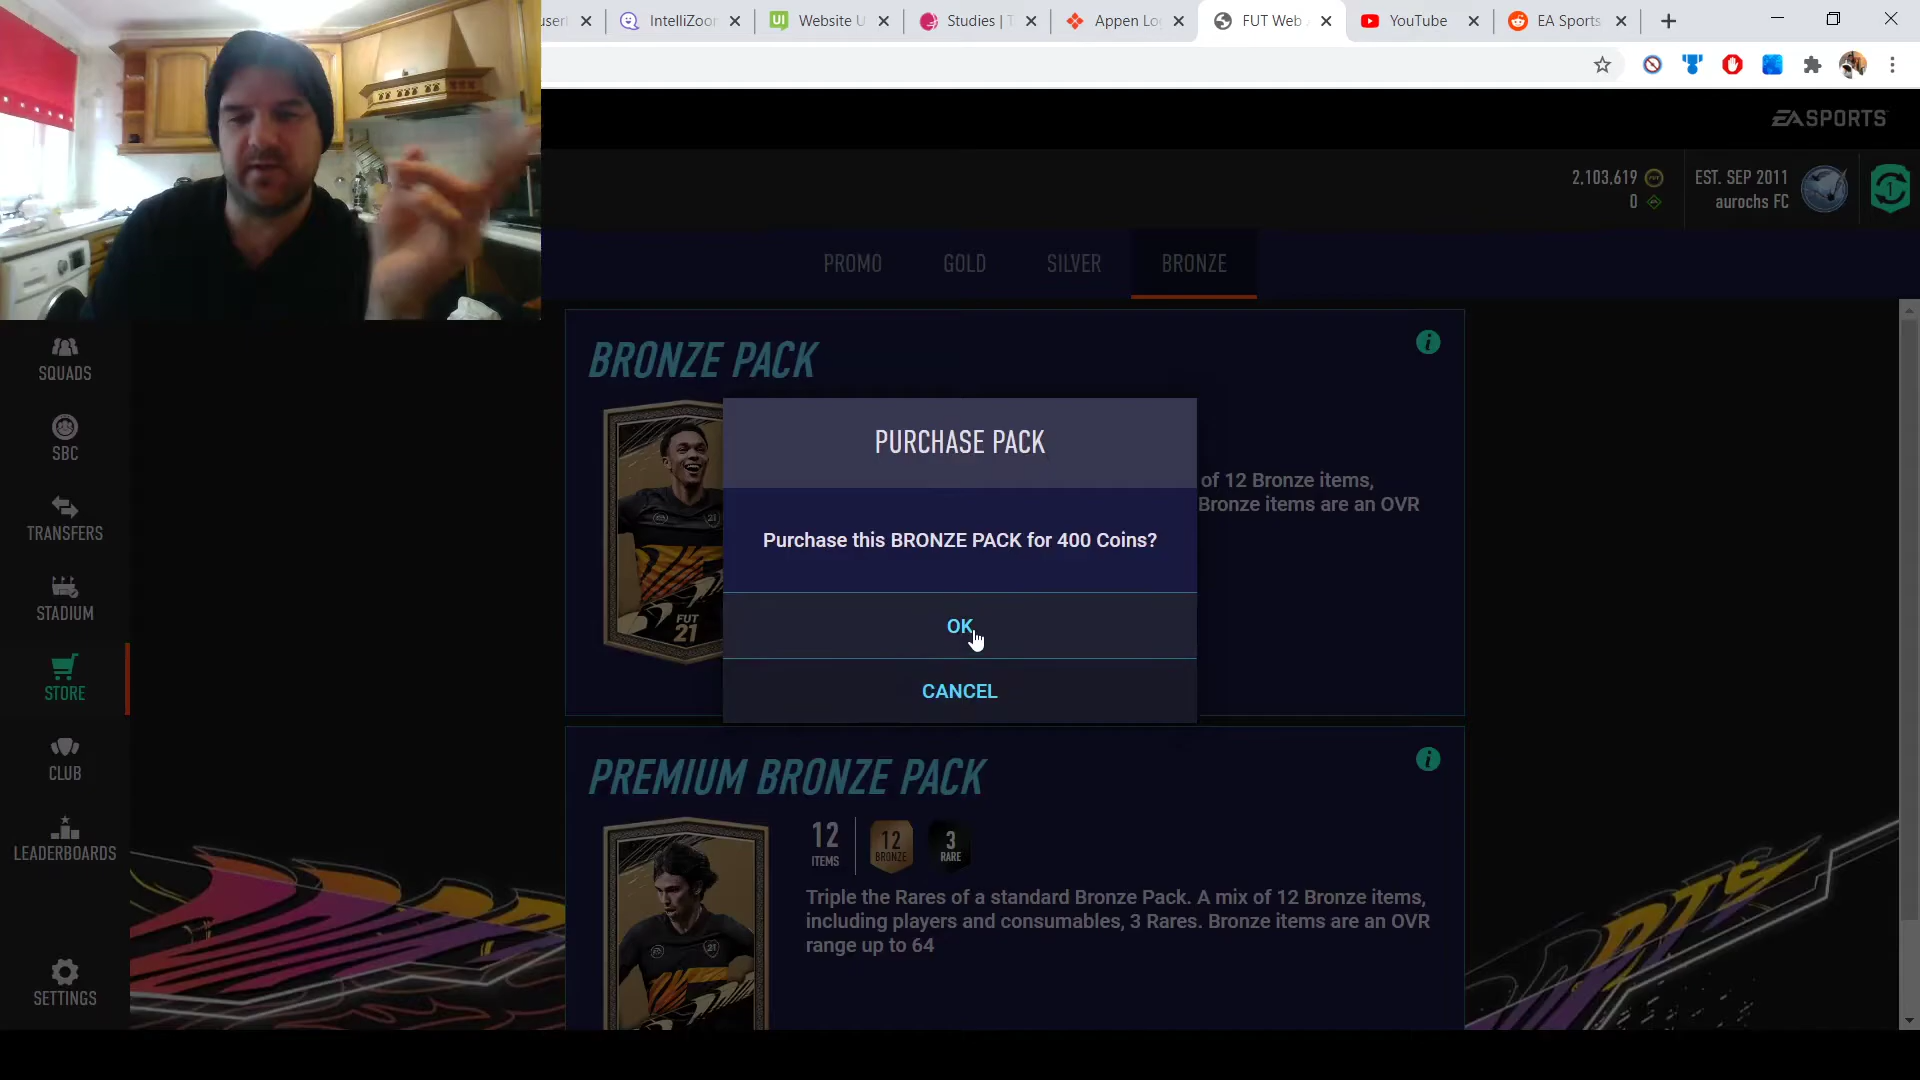 IntelliZoo
Website U
Studies | T
Appen Lo
FUT Web
YouTube
EA Sports
EA SPORTS
2,103,619
0
EST. SEP 2011
aurochs FC
1
PROMO
GOLD
SILVER
BRONZE
SQUADS
SBC
TRANSFERS
STADIUM
STORE
CLUB
LEADERBOARDS
SETTINGS
BRONZE PACK
of 12 Bronze items,
Bronze items are an OVR
FUT
21
PURCHASE PACK
Purchase this BRONZE PACK for 400 Coins?
OK
CANCEL
PREMIUM BRONZE PACK
12
ITEMS
12
BRONZE
3
RARE
Triple the Rares of a standard Bronze Pack. A mix of 12 Bronze items,
including players and consumables, 3 Rares. Bronze items are an OVR
range up to 64